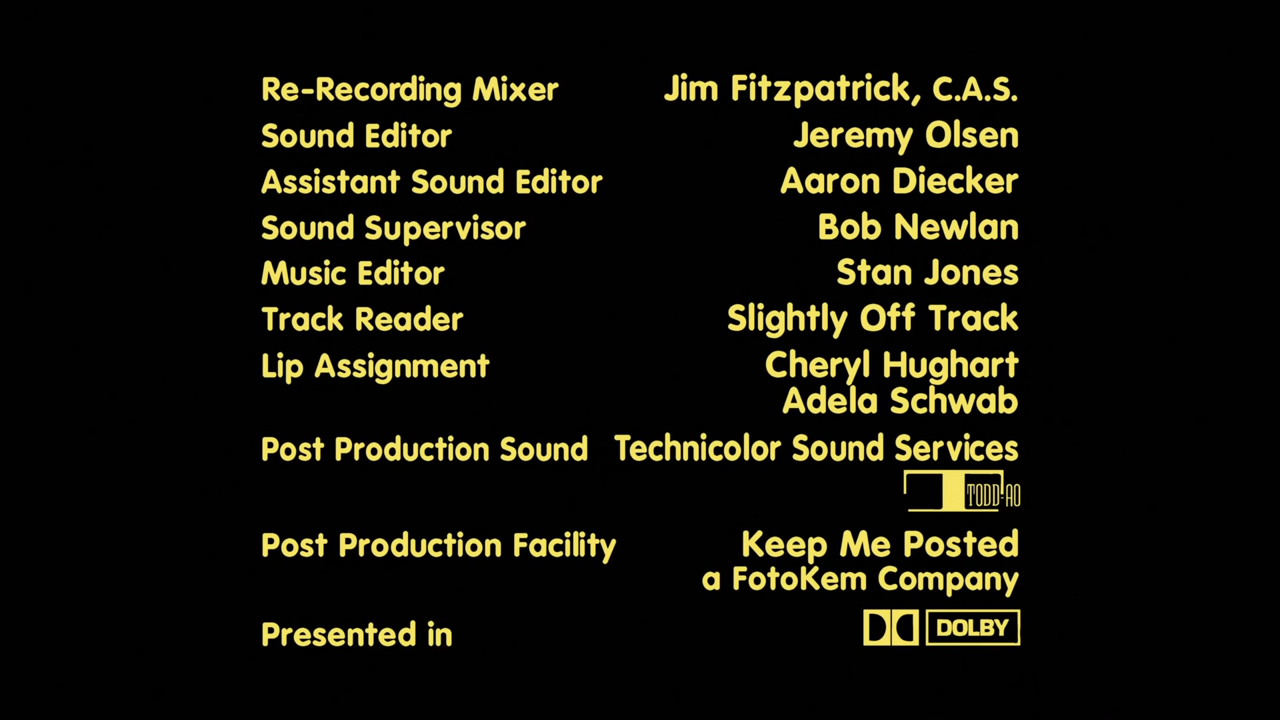 Re-Recording Mixer Jim Fitzpatrick, C.A.S.
Sound Editor Jeremy Olsen
Assistant Sound Editor Aaron Diecker
Sound Supervisor Bob Newlan
Music Editor Stan Jones
Track Reader Slightly Off Track
Lip Assignment Cheryl Hughart
Adela Schwab
Post Production Sound Technicolor Sound Services
TODD-AO
Post Production Facility Keep Me Posted
a FotoKem Company
Presented in DOLBY